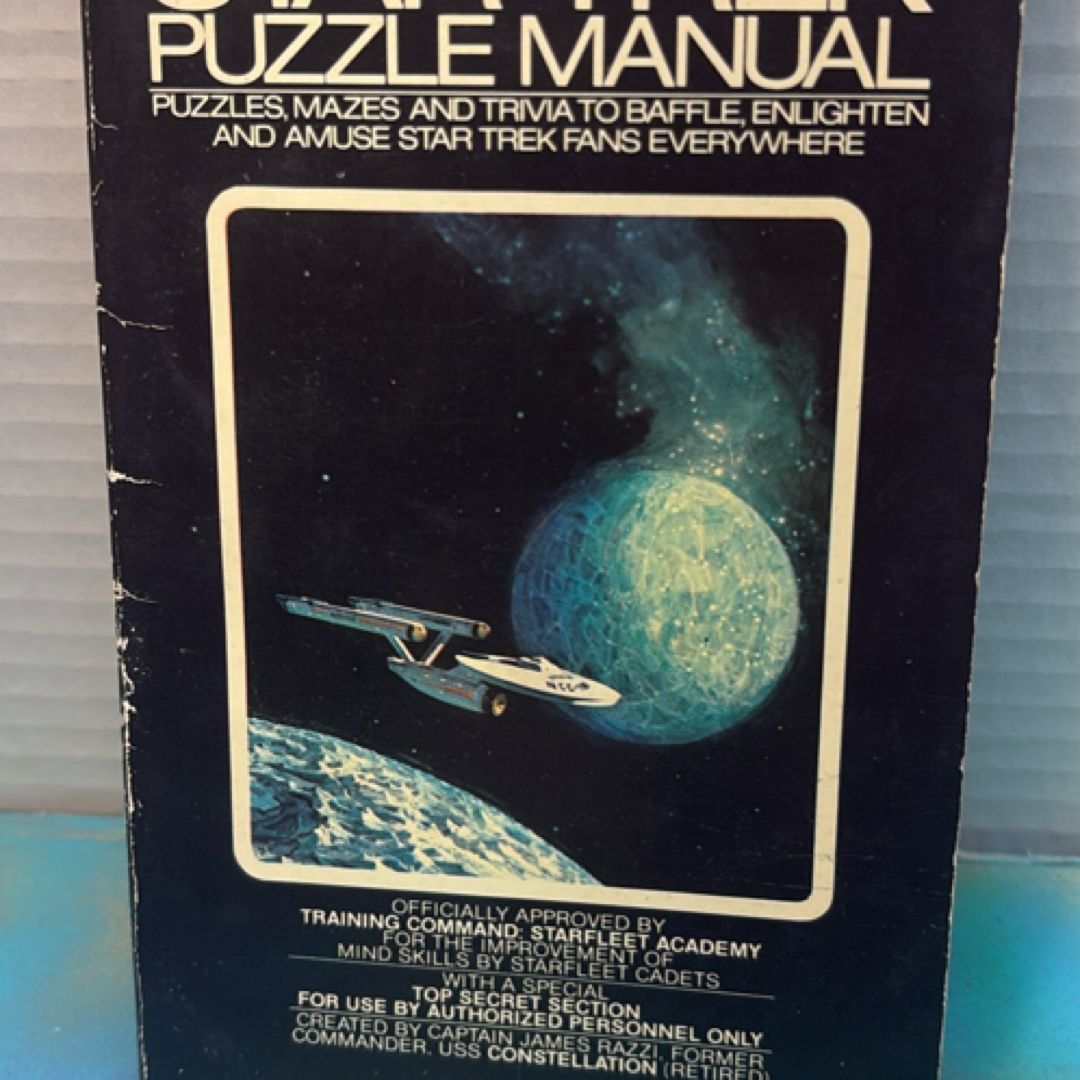 STAR TREK
PUZZLE MANUAL
PUZZLES, MAZES AND TRIVIA TO BAFFLE, ENLIGHTEN
AND AMUSE STAR TREK FANS EVERYWHERE
OFFICIALLY APPROVED BY
TRAINING COMMAND: STARFLEET ACADEMY
FOR THE IMPROVEMENT OF
MIND SKILLS BY STARFLEET CADETS
WITH A SPECIAL
TOP SECRET SECTION
FOR USE BY AUTHORIZED PERSONNEL ONLY
CREATED BY CAPTAIN JAMES RAZZI, FORMER
COMMANDER, USS CONSTELLATION (RETIRED)